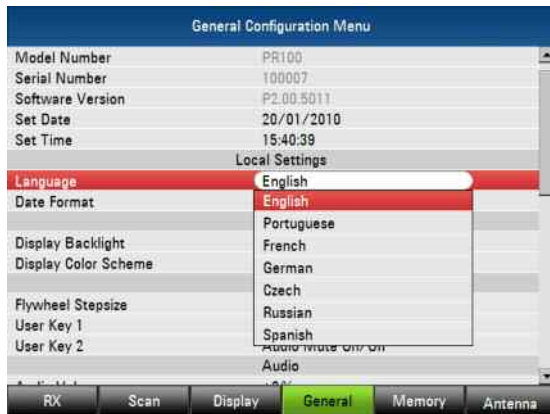 General Configuration Menu
Model Number PR100
Serial Number 100007
Software Version P2.00.5011
Set Date 20/01/2010
Set Time 15:40:39
Local Settings
Language English
Date Format English
Portuguese
Display Backlight French
Display Color Scheme German
Czech
Flywheel Stepsize Russian
User Key 1 Spanish
User Key 2
Audio
RX Scan Display General Memory Antenna